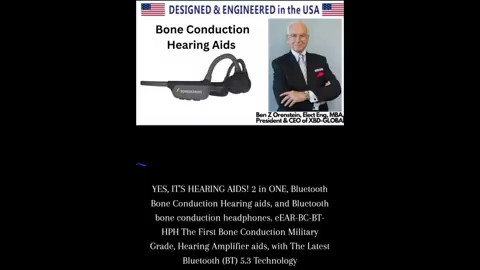 DESIGNED & ENGINEERED in the USA
Bone Conduction
Hearing Aids
Ben Z Orenstein, Elect Eng, MBA,
President & CEO of XBD-GLOBAL
YES, IT'S HEARING AIDS! 2 in ONE, Bluetooth
Bone Conduction Hearing aids, and Bluetooth
bone conduction headphones. eEAR-BC-BT-
HPH The First Bone Conduction Military
Grade, Hearing Amplifier aids, with The Latest
Bluetooth (BT) 5.3 Technology